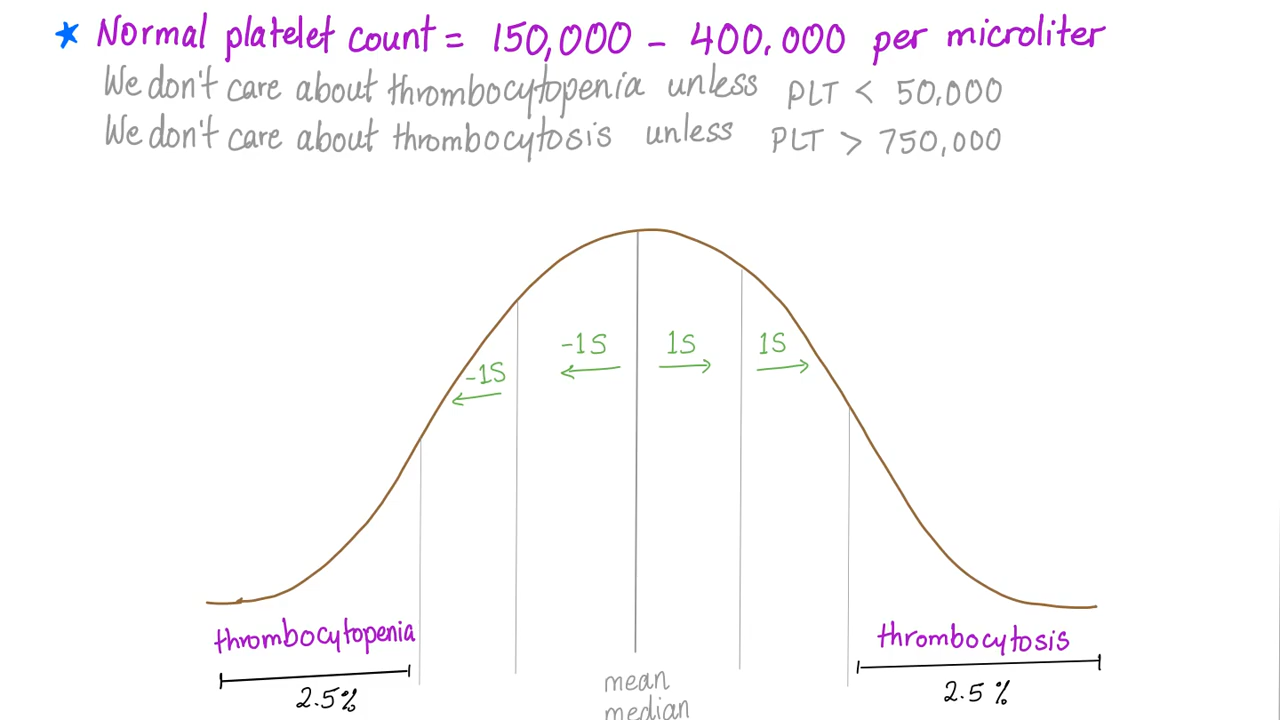 ★ Normal platelet count = 150,000 - 400,000 per microliter
We don't care about thrombocytopenia unless PLT < 50,000
We don't care about thrombocytosis unless PLT > 750,000
-1S
-1S
1S
1S
thrombocytopenia
thrombocytosis
2.5%
2.5%
mean
median